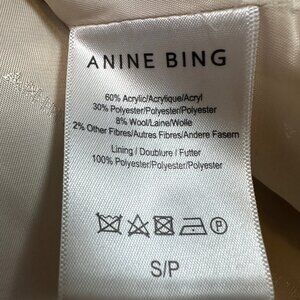 ANINE BING
60% Acrylic/Acrylique/Acryl
30% Polyester/Polyester/Polyester
8% Wool/Laine/Wolle
2% Other Fibres/Autres Fibres/Andere Fasern
Lining / Doublure / Futter
100% Polyester/Polyester/Polyester
P
S/P